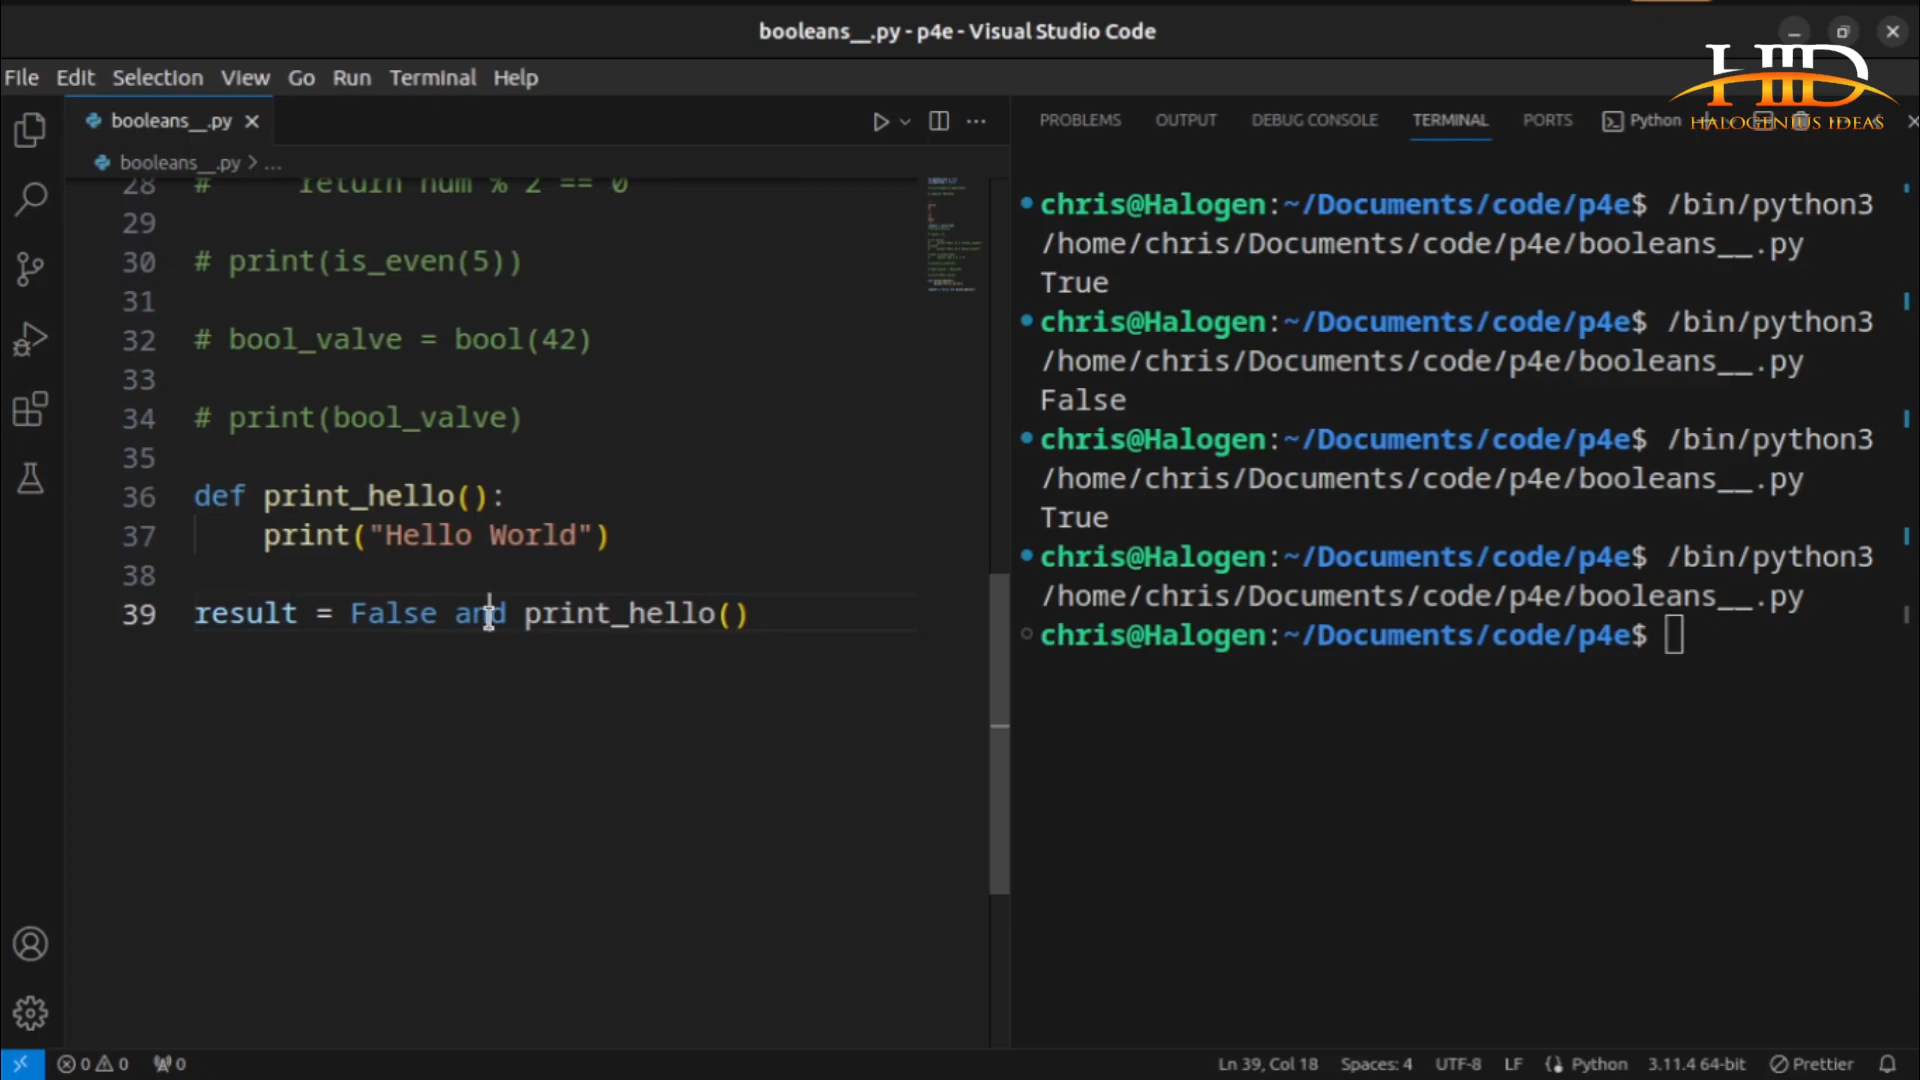 booleans__.py - p4e - Visual Studio Code
File Edit Selection View Go Run Terminal Help
HID
HALOGENIUS IDEAS
booleans__.py
PROBLEMS OUTPUT DEBUG CONSOLE TERMINAL PORTS Python
booleans__.py > ...
28 # return num % 2 == 0
29
30 # print(is_even(5))
31
32 # bool_valve = bool(42)
33
34 # print(bool_valve)
35
36 def print_hello():
37 print("Hello World")
38
39 result = False and print_hello()
chris@Halogen:~/Documents/code/p4e$ /bin/python3
/home/chris/Documents/code/p4e/booleans__.py
True
chris@Halogen:~/Documents/code/p4e$ /bin/python3
/home/chris/Documents/code/p4e/booleans__.py
False
chris@Halogen:~/Documents/code/p4e$ /bin/python3
/home/chris/Documents/code/p4e/booleans__.py
True
chris@Halogen:~/Documents/code/p4e$ /bin/python3
/home/chris/Documents/code/p4e/booleans__.py
chris@Halogen:~/Documents/code/p4e$
0 0 0 Ln 39, Col 18 Spaces: 4 UTF-8 LF Python 3.11.4 64-bit Prettier